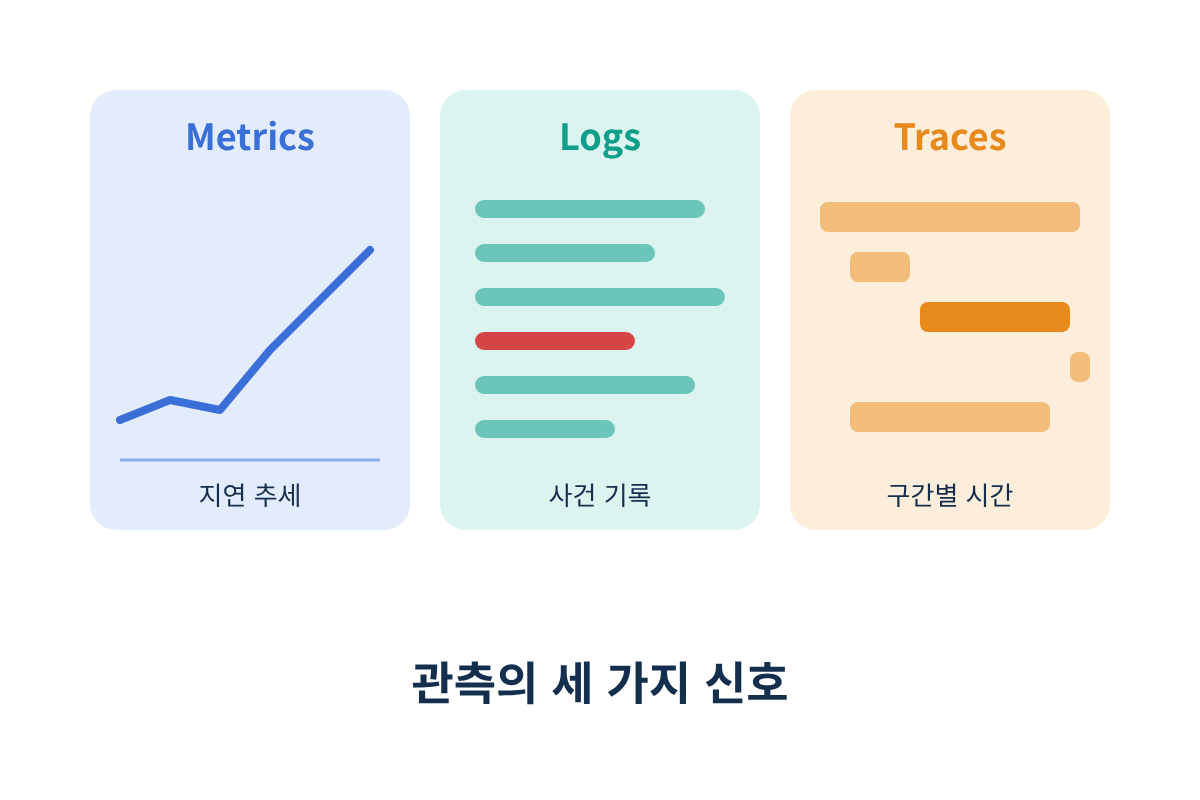 Metrics
Logs
Traces
지연 추세
사건 기록
구간별 시간
관측의 세 가지 신호